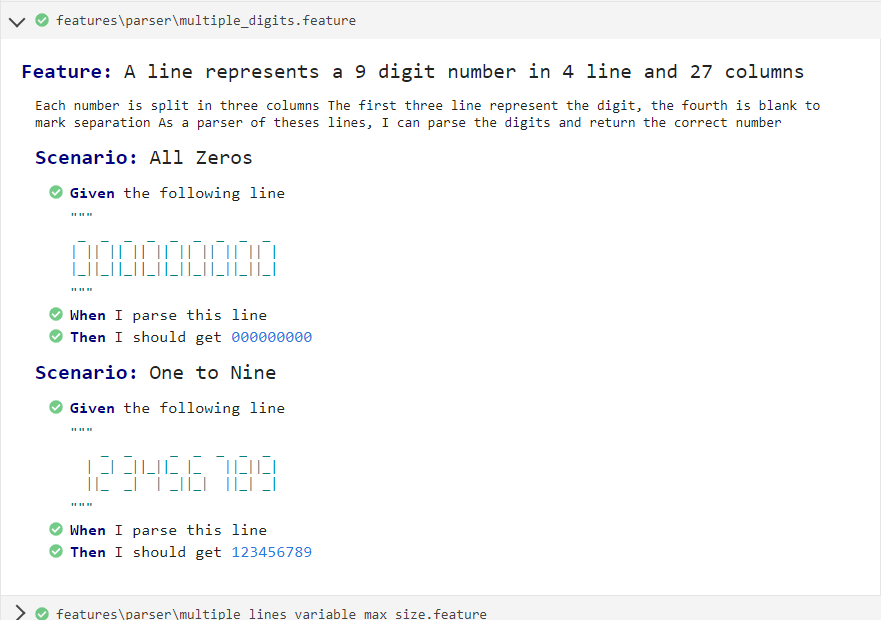 features\parser\multiple_digits.feature
Feature: A line represents a 9 digit number in 4 line and 27 columns
Each number is split in three columns The first three line represent the digit, the fourth is blank to
mark separation As a parser of theses lines, I can parse the digits and return the correct number
Scenario: All Zeros
Given the following line
"""
 _  _  _  _  _  _  _  _  _
| || || || || || || || || |
|_||_||_||_||_||_||_||_||_|
"""
When I parse this line
Then I should get 000000000
Scenario: One to Nine
Given the following line
"""
    _  _     _  _  _  _  _
  | _| _||_||_ |_   ||_||_|
  ||_  _|  | _||_|  ||_| _|
"""
When I parse this line
Then I should get 123456789
features\parser\multiple_lines_variable_max_size.feature